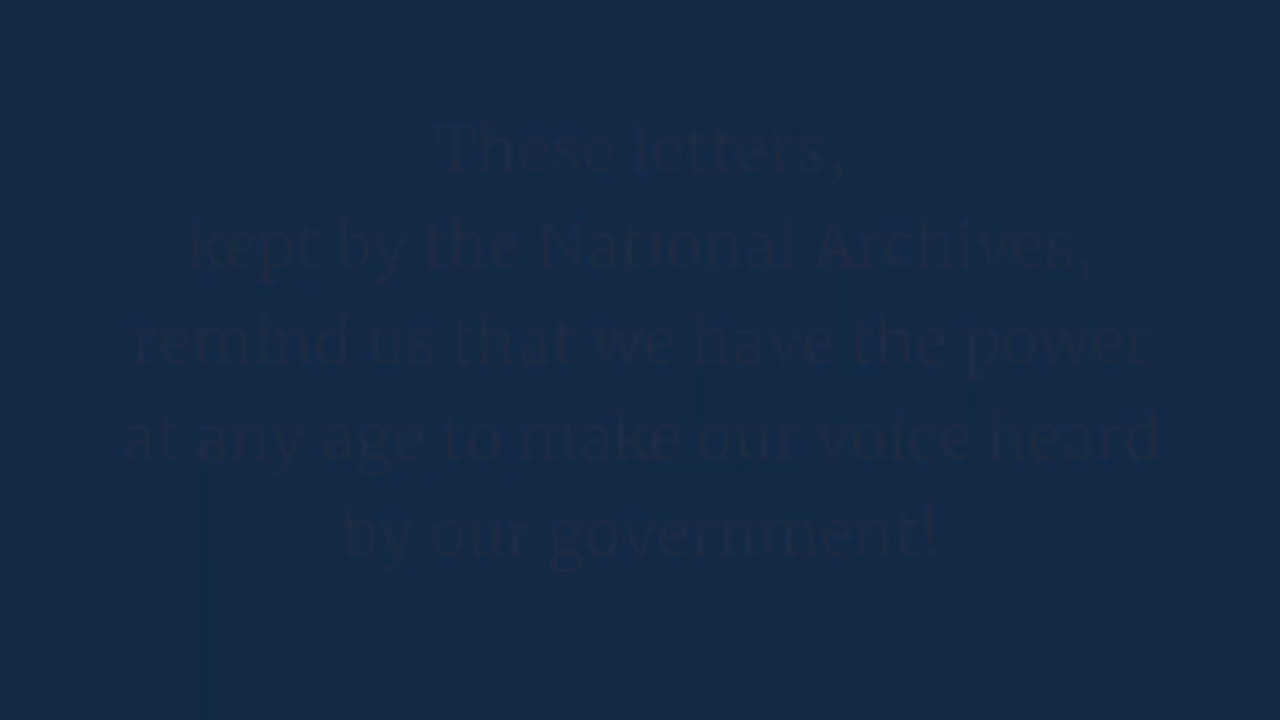 These letters,
kept by the National Archives,
remind us that we have the power
at any age to make our voice heard
by our government!